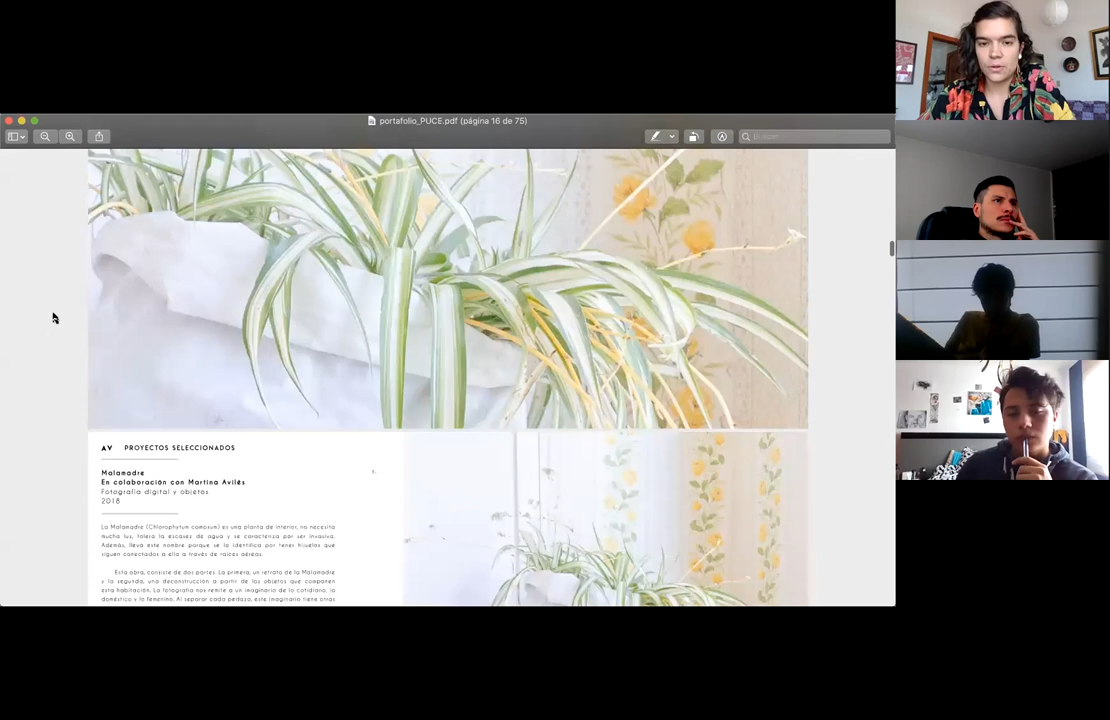 portafolio_PUCE.pdf (página 16 de 75)
Buscar
AV PROYECTOS SELECCIONADOS
Malamadre
En colaboración con Martina Avilés
Fotografía digital y objetos
2018
La Malamadre (Chlorophytum comosum) es una planta de interior, no necesita
mucha luz, tolera la escases de agua y se caracteriza por ser invasiva.
Además, lleva este nombre porque se la identifica por tener hijuelos que
siguen conectados a ella a través de raíces aéreas.
Esta obra, consiste de dos partes. La primera, un retrato de la Malamadre
y la segunda, una deconstrucción a partir de los objetos que componen
esta habitación. La fotografía nos remite a un imaginario de lo cotidiano, lo
doméstico y lo femenino. Al separar cada pedazo, este imaginario tiene otras